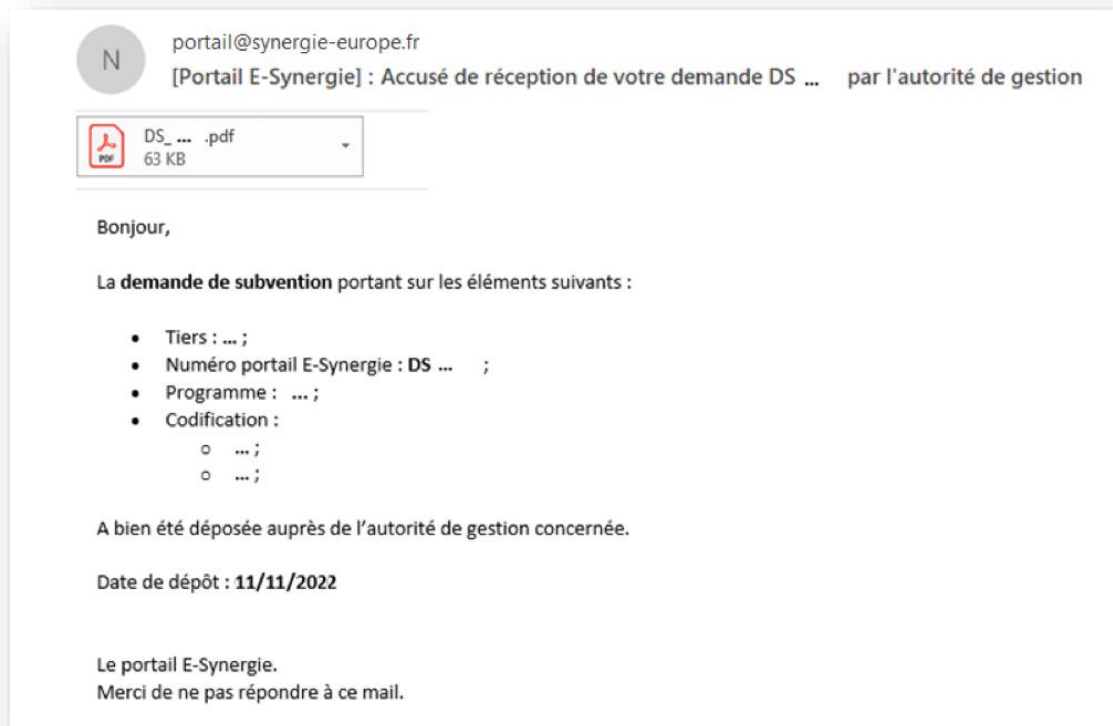 N
portail@synergie-europe.fr
[Portail E-Synergie] : Accusé de réception de votre demande DS ... par l'autorité de gestion
DS_ ... .pdf
PDF
63 KB
Bonjour,
La demande de subvention portant sur les éléments suivants :
• Tiers : ... ;
• Numéro portail E-Synergie : DS ... ;
• Programme : ... ;
• Codification :
o ... ;
o ... ;
A bien été déposée auprès de l'autorité de gestion concernée.
Date de dépôt : 11/11/2022
Le portail E-Synergie.
Merci de ne pas répondre à ce mail.